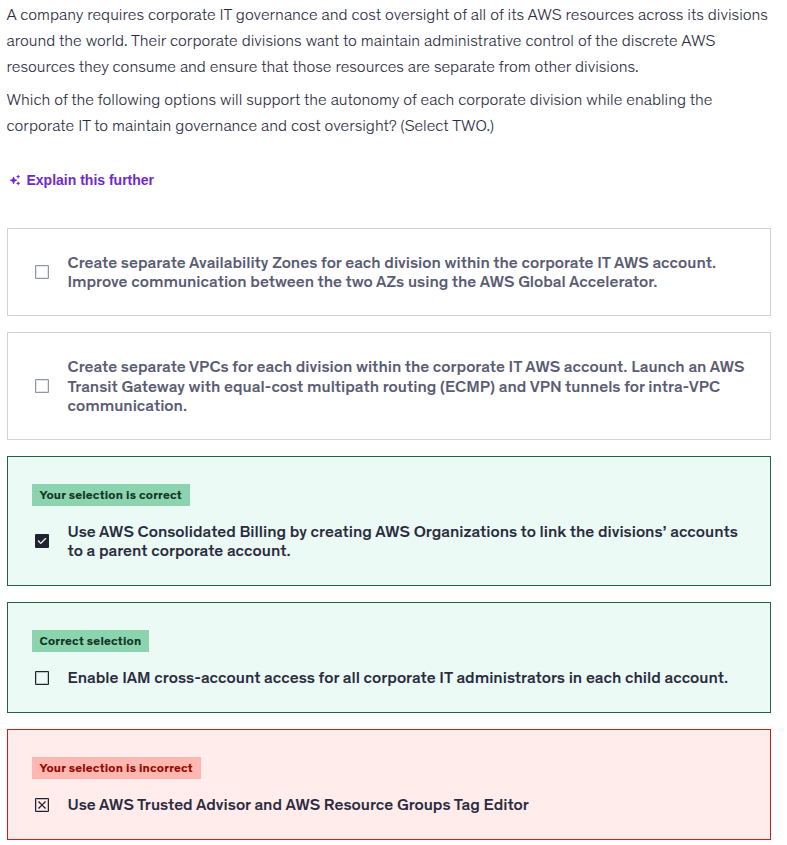 A company requires corporate IT governance and cost oversight of all of its AWS resources across its divisions
around the world. Their corporate divisions want to maintain administrative control of the discrete AWS
resources they consume and ensure that those resources are separate from other divisions.
Which of the following options will support the autonomy of each corporate division while enabling the
corporate IT to maintain governance and cost oversight? (Select TWO.)
Explain this further
Create separate Availability Zones for each division within the corporate IT AWS account.
Improve communication between the two AZs using the AWS Global Accelerator.
Create separate VPCs for each division within the corporate IT AWS account. Launch an AWS
Transit Gateway with equal-cost multipath routing (ECMP) and VPN tunnels for intra-VPC
communication.
Your selection is correct
Use AWS Consolidated Billing by creating AWS Organizations to link the divisions’ accounts
to a parent corporate account.
Correct selection
Enable IAM cross-account access for all corporate IT administrators in each child account.
Your selection is incorrect
Use AWS Trusted Advisor and AWS Resource Groups Tag Editor